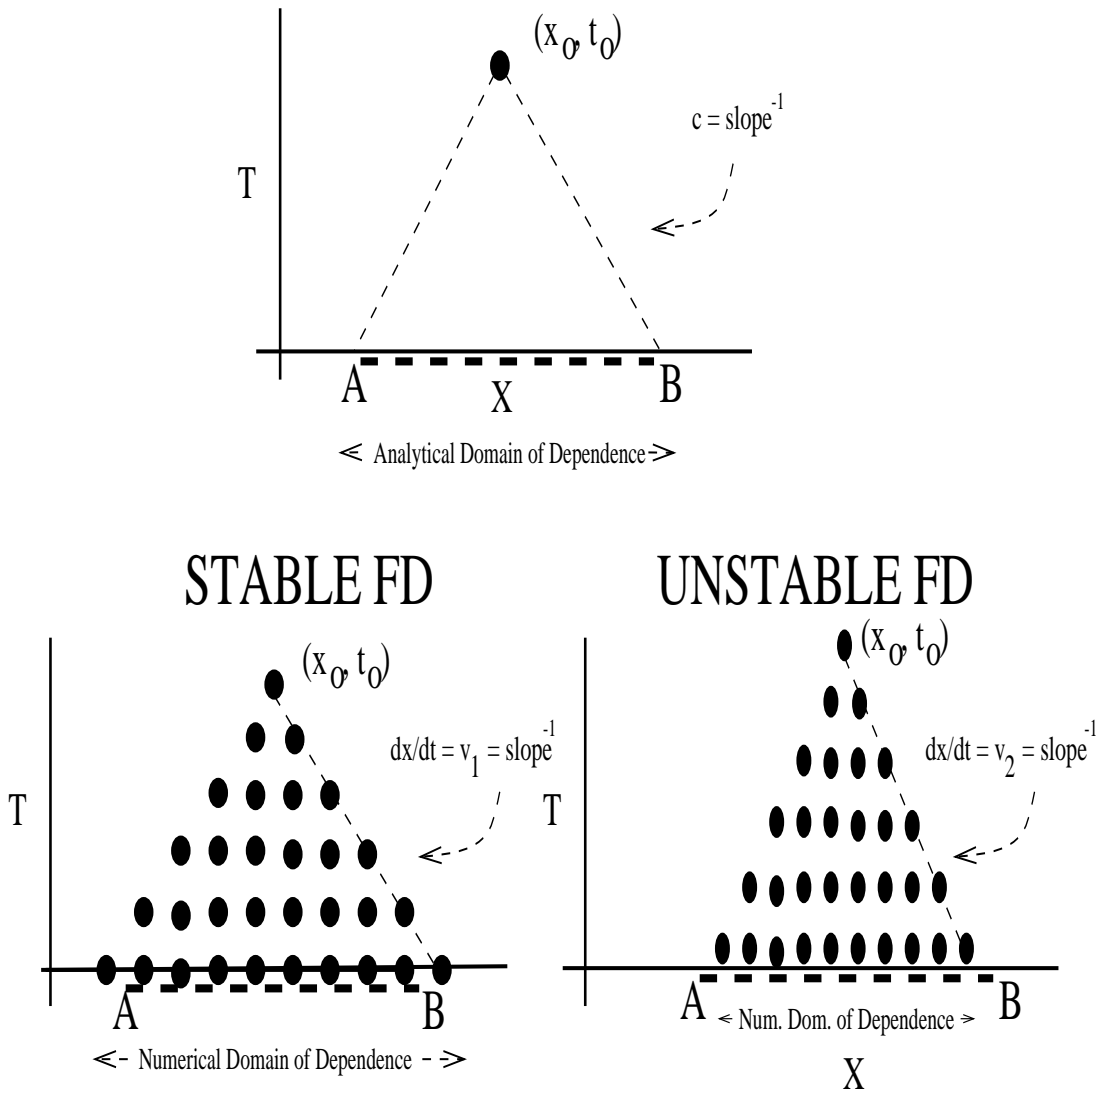 (x₀, t₀)
c = slope⁻¹
T
A
B
X
Analytical Domain of Dependence
STABLE FD
UNSTABLE FD
(x₀, t₀)
(x₀, t₀)
dx/dt = v₁ = slope⁻¹
dx/dt = v₂ = slope⁻¹
T
T
A
B
A
B
Num. Dom. of Dependence
Numerical Domain of Dependence
X